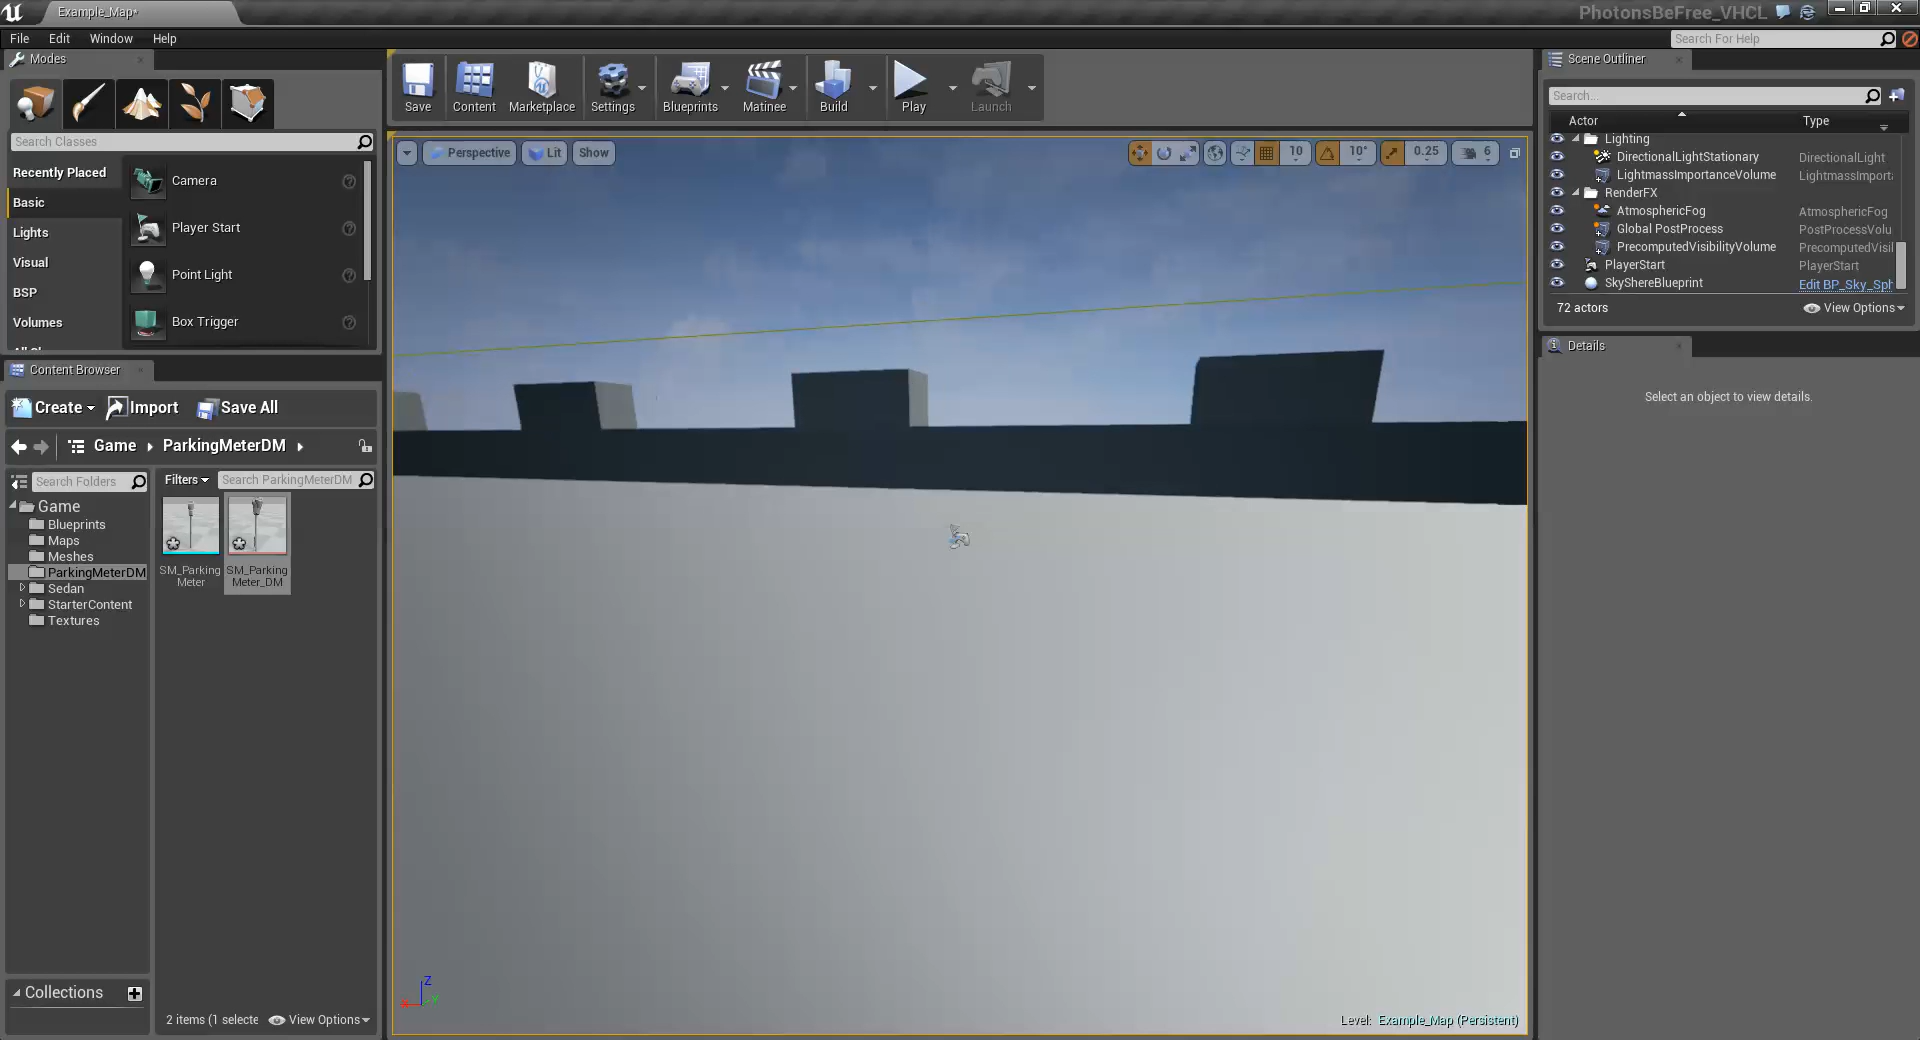 Example_Map*
PhotonsBeFree_VHCL
File Edit Window Help
Search For Help
Modes
Search Classes
Recently Placed
Basic
Lights
Visual
BSP
Volumes
Camera
Player Start
Point Light
Box Trigger
Save
Content
Marketplace
Settings
Blueprints
Matinee
Build
Play
Launch
Perspective
Lit
Show
10
10°
0.25
6
Scene Outliner
Search...
Actor Type
Lighting
DirectionalLightStationary DirectionalLight
LightmassImportanceVolume LightmassImporta
RenderFX
AtmosphericFog AtmosphericFog
Global PostProcess PostProcessVolu
PrecomputedVisibilityVolume PrecomputedVisil
PlayerStart PlayerStart
SkyShereBlueprint Edit BP_Sky_Sph
72 actors
View Options
Details
Select an object to view details.
Content Browser
Create
Import
Save All
Game
ParkingMeterDM
Search Folders
Filters
Search ParkingMeterDM
Game
Blueprints
Maps
Meshes
ParkingMeterDM
Sedan
StarterContent
Textures
SM_Parking
Meter
SM_Parking
Meter_DM
Collections
2 items (1 selecte
View Options
Z
X
Y
Level: Example_Map (Persistent)